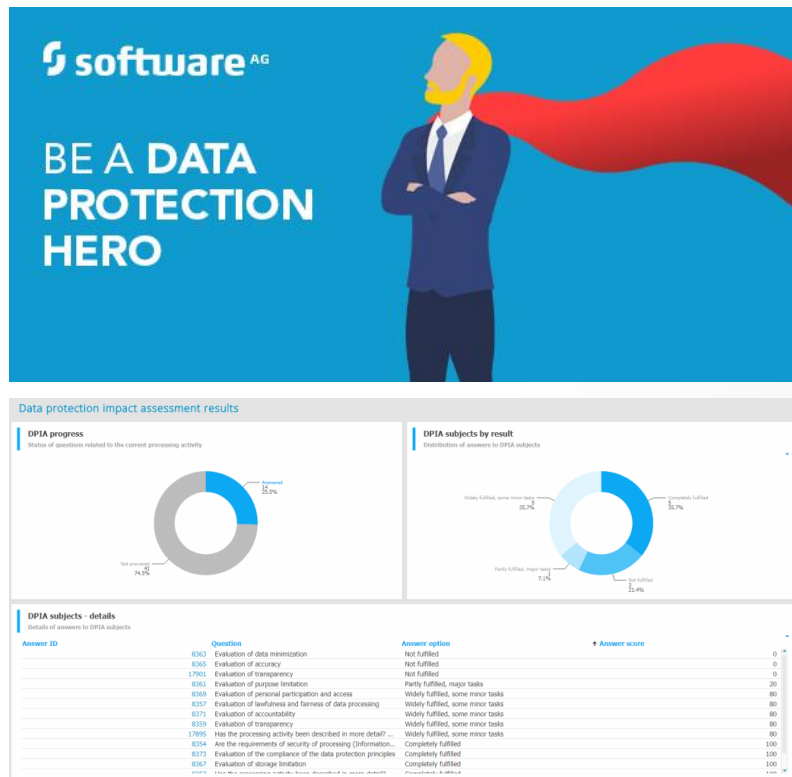 software AG
BE A DATA
PROTECTION
HERO
Data protection impact assessment results
DPIA progress
Status of questions related to the current processing activity
Answered
14
25.5%
Not answered
41
74.5%
DPIA subjects by result
Distribution of answers to DPIA subjects
Widely fulfilled, some minor tasks
5
35.7%
Completely fulfilled
5
35.7%
Partly fulfilled, major tasks
1
7.1%
Not fulfilled
21.4%
DPIA subjects - details
Details of answers to DPIA subjects
Answer ID Question Answer option Answer score
8363 Evaluation of data minimization Not fulfilled 0
8365 Evaluation of accuracy Not fulfilled 0
17901 Evaluation of transparency Not fulfilled 0
8361 Evaluation of purpose limitation Partly fulfilled, major tasks 20
8369 Evaluation of personal participation and access Widely fulfilled, some minor tasks 80
8357 Evaluation of lawfulness and fairness of data processing Widely fulfilled, some minor tasks 80
8371 Evaluation of accountability Widely fulfilled, some minor tasks 80
8359 Evaluation of transparency Widely fulfilled, some minor tasks 80
17895 Has the processing activity been described in more detail? ... Widely fulfilled, some minor tasks 80
8354 Are the requirements of security of processing (Information... Completely fulfilled 100
8373 Evaluation of the compliance of the data protection principles Completely fulfilled 100
8367 Evaluation of storage limitation Completely fulfilled 100